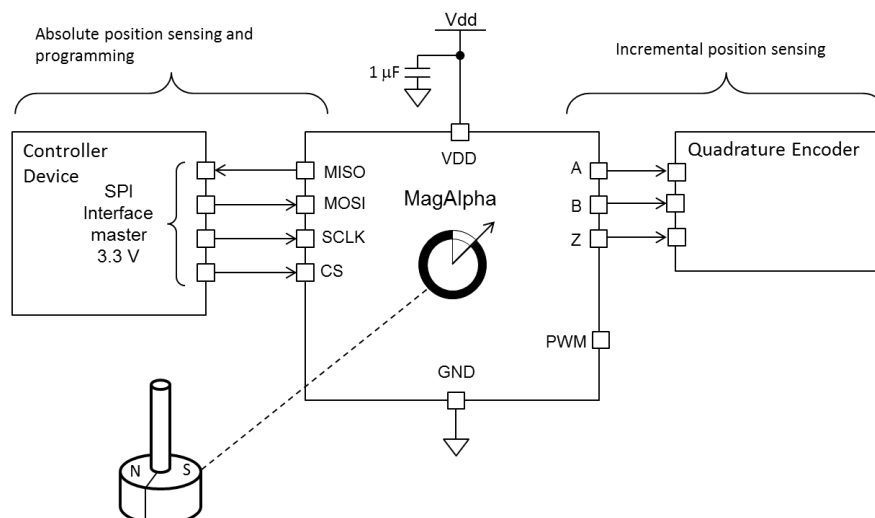 Absolute position sensing and
programming
Vdd
1 µF
Incremental position sensing
Controller
Device
SPI
Interface
master
3.3 V
MISO
MOSI
SCLK
CS
VDD
MagAlpha
GND
A
B
Z
PWM
Quadrature Encoder
N
S